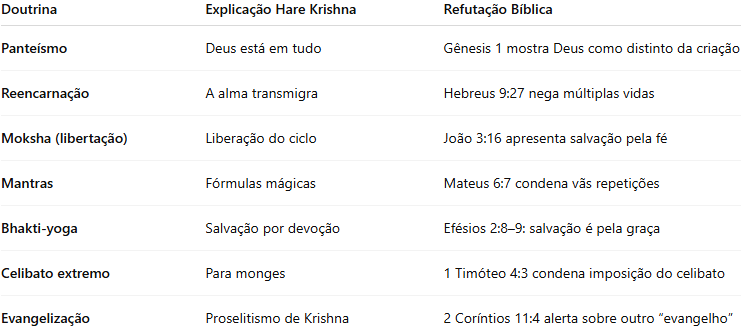 Doutrina Explicação Hare Krishna Refutação Bíblica
Panteísmo Deus está em tudo Gênesis 1 mostra Deus como distinto da criação
Reencarnação A alma transmigra Hebreus 9:27 nega múltiplas vidas
Moksha (libertação) Liberação do ciclo João 3:16 apresenta salvação pela fé
Mantras Fórmulas mágicas Mateus 6:7 condena vãs repetições
Bhakti-yoga Salvação por devoção Efésios 2:8–9: salvação é pela graça
Celibato extremo Para monges 1 Timóteo 4:3 condena imposição do celibato
Evangelização Proselitismo de Krishna 2 Coríntios 11:4 alerta sobre outro “evangelho”